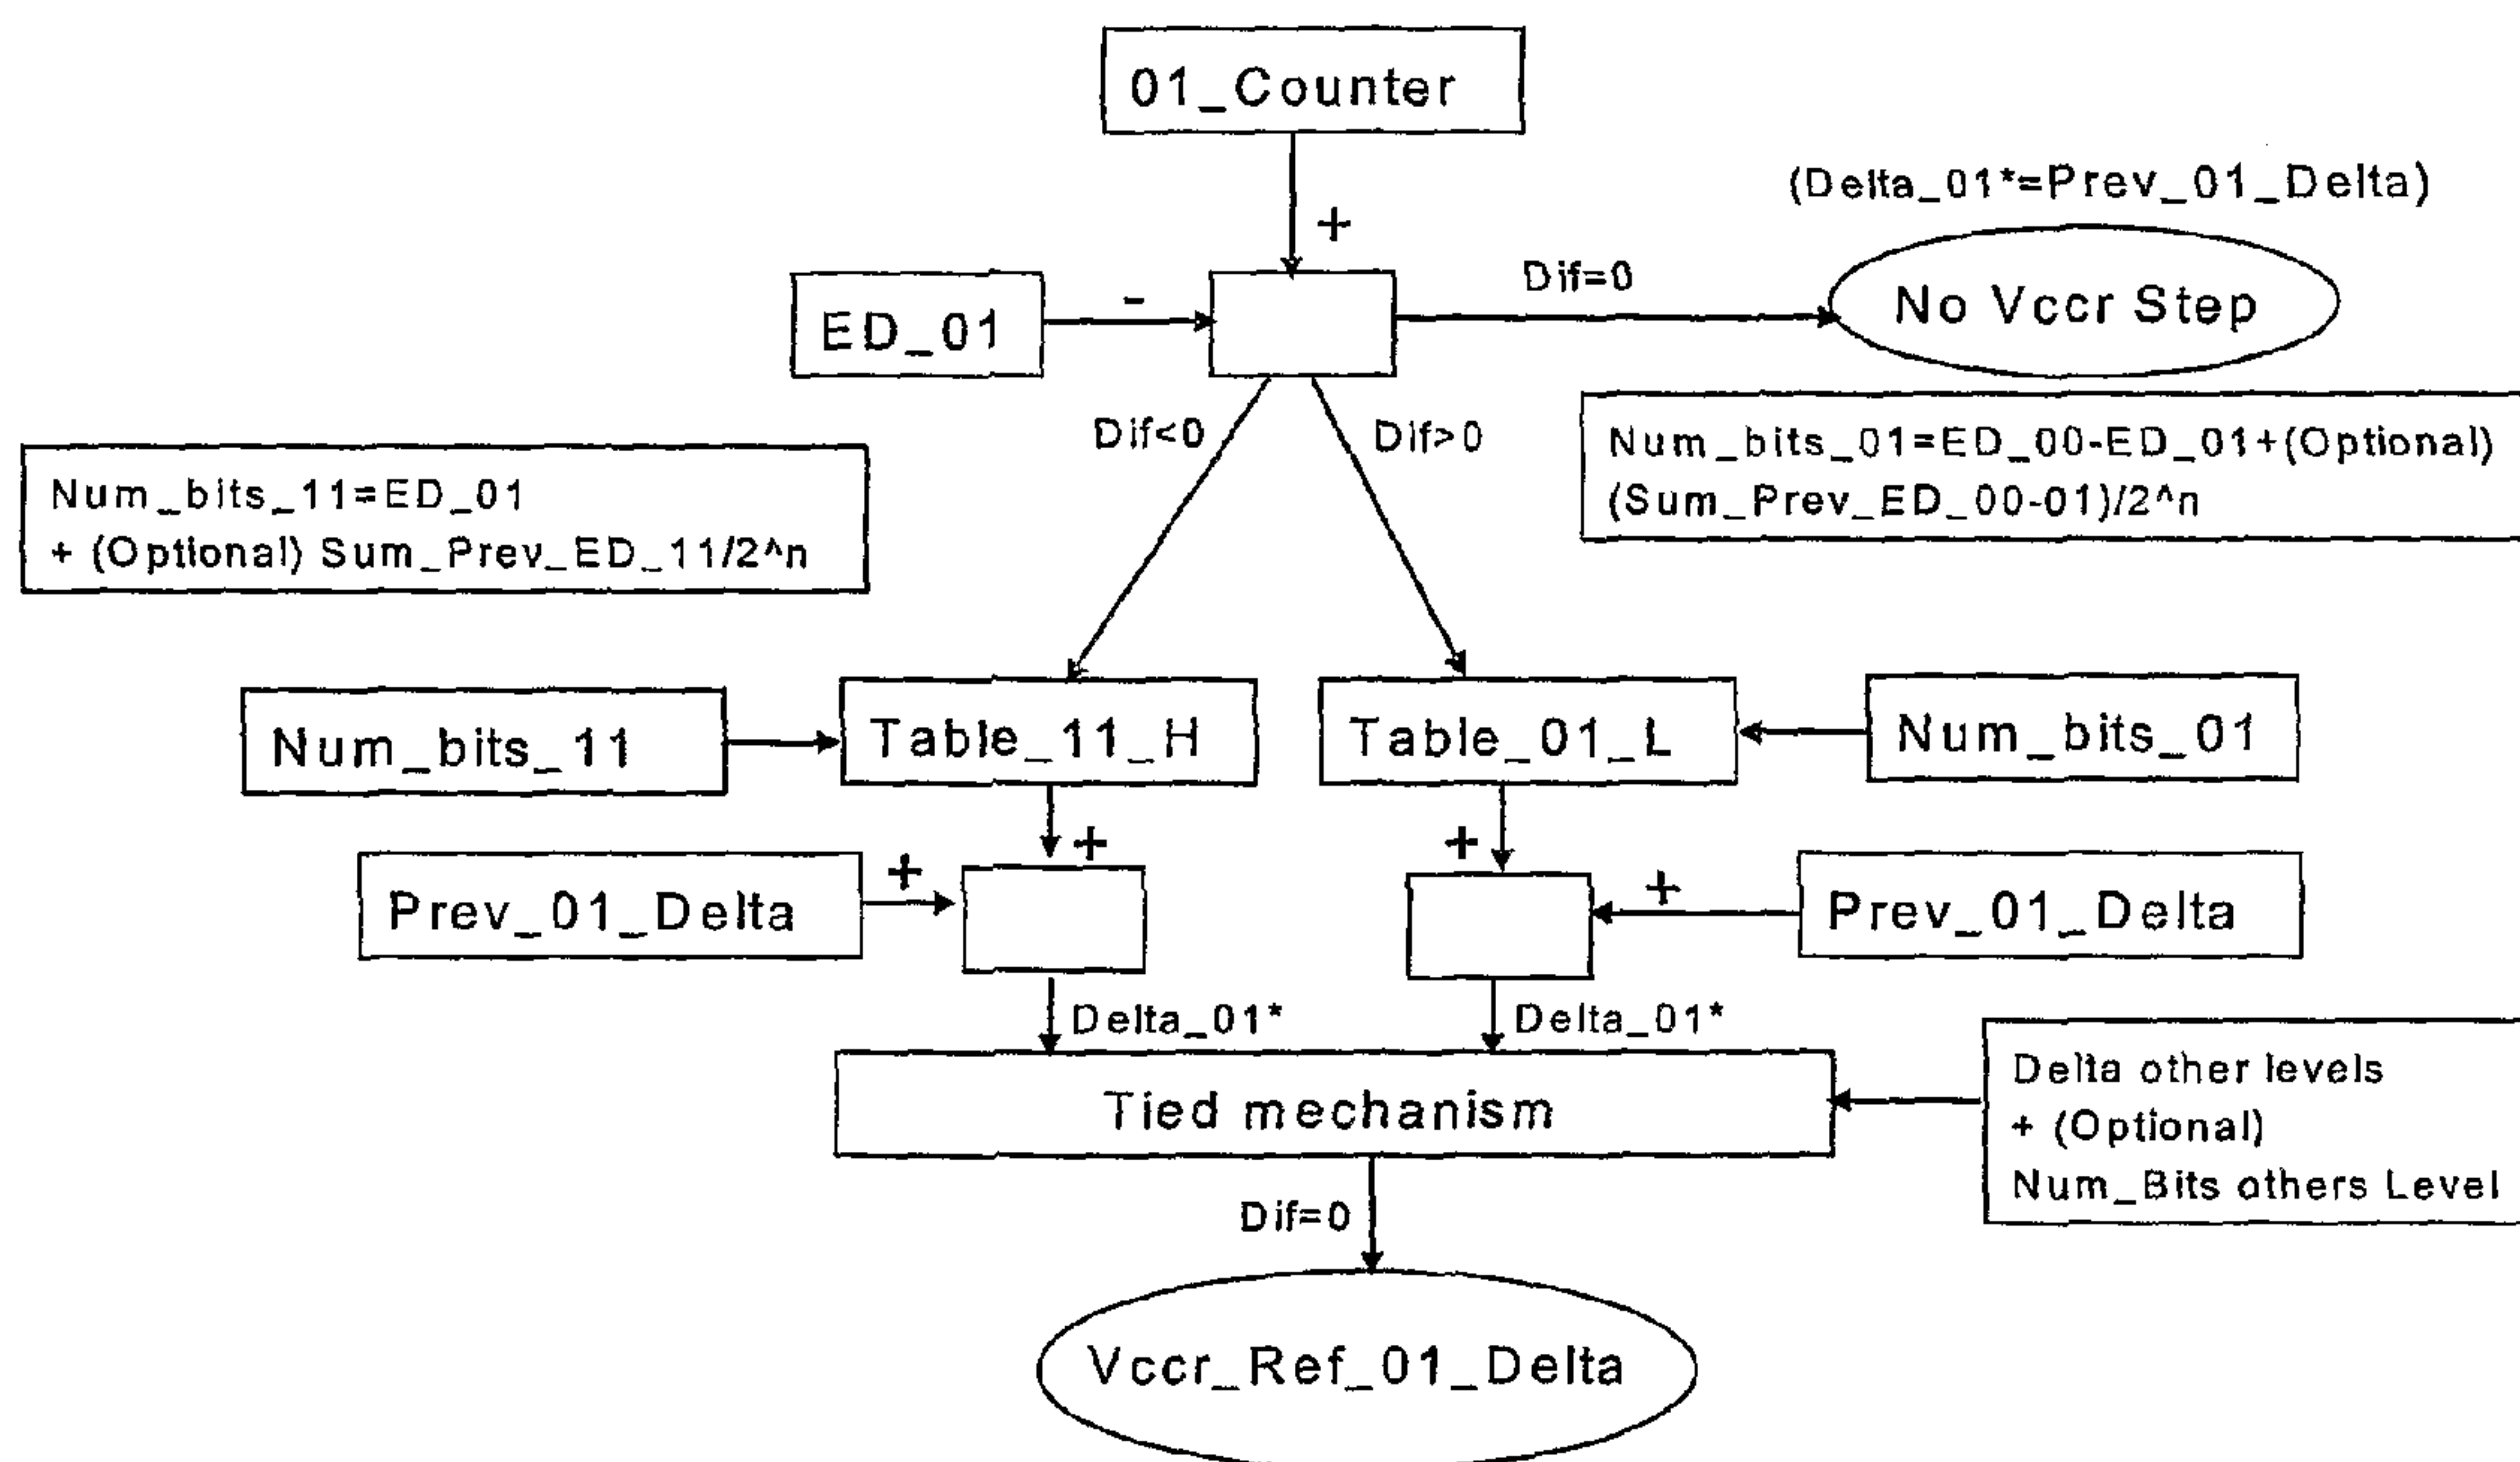 01_Counter
(Delta_01*=Prev_01_Delta)
+
Dif=0
-
ED_01
No Vccr Step
Dif<0
Dif>0
Num_bits_01=ED_00-ED_01+(Optional)
(Sum_Prev_ED_00-01)/2^n
Num_bits_11=ED_01
+ (Optional) Sum_Prev_ED_11/2^n
Num_bits_11
Table_11_H
Table_01_L
Num_bits_01
+
+
+
+
Prev_01_Delta
Prev_01_Delta
Delta_01*
Delta_01*
Tied mechanism
Delta other levels
+ (Optional)
Num_Bits others Level
Dif=0
Vccr_Ref_01_Delta